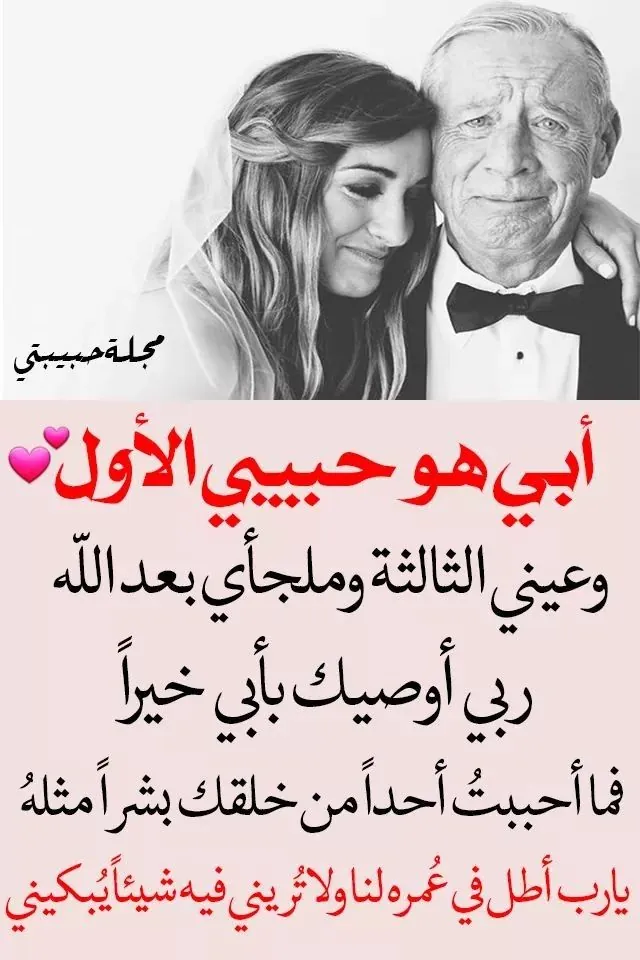 مجلة حبيبتي
أبي هو حبيبي الأول💕
وعيني الثالثة وملجأي بعد اللّه
ربي أوصيك بأبي خيراً
فما أحببتُ أحداً من خلقك بشراً مثلهُ
يارب أطل في عُمره لنا ولا تُريني فيه شيئاً يُبكيني